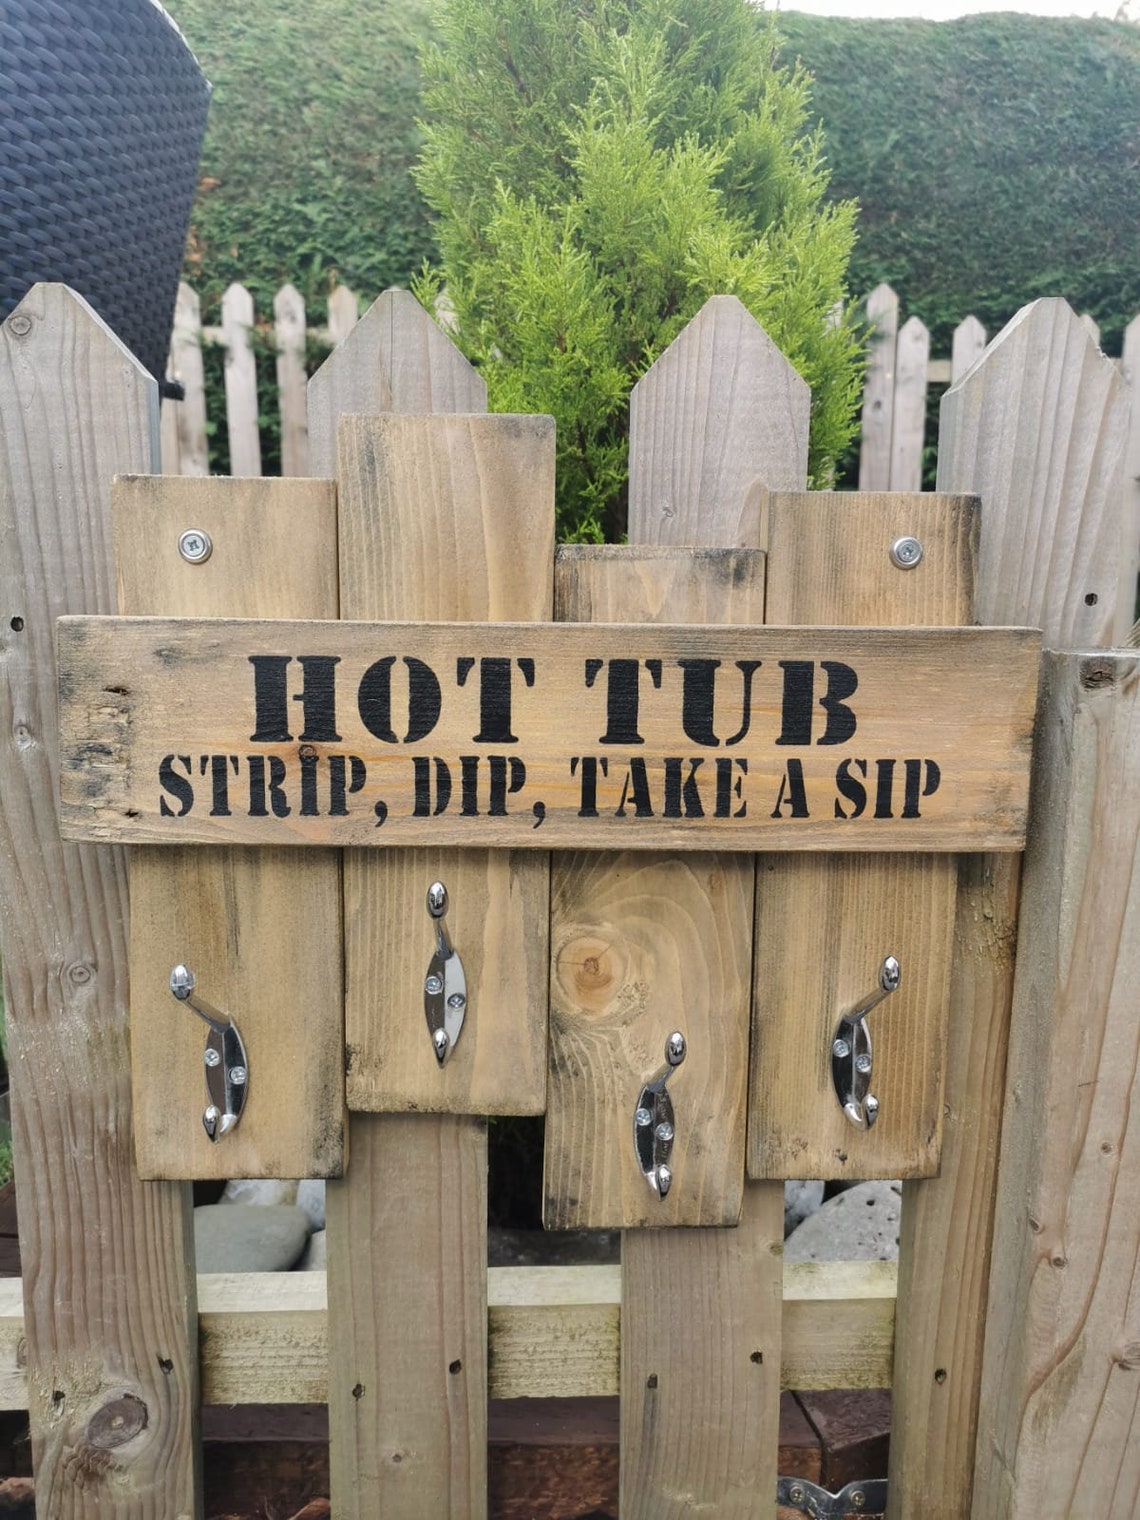 HOT TUB
STRIP, DIP, TAKE A SIP